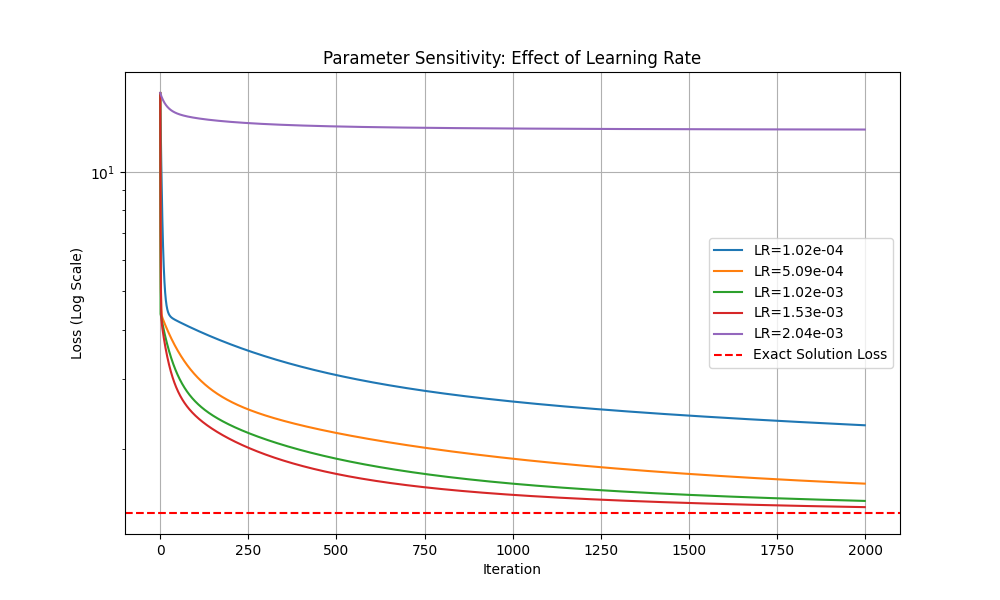 Parameter Sensitivity: Effect of Learning Rate
Loss (Log Scale)
10¹
LR=1.02e-04
LR=5.09e-04
LR=1.02e-03
LR=1.53e-03
LR=2.04e-03
Exact Solution Loss
0 250 500 750 1000 1250 1500 1750 2000
Iteration